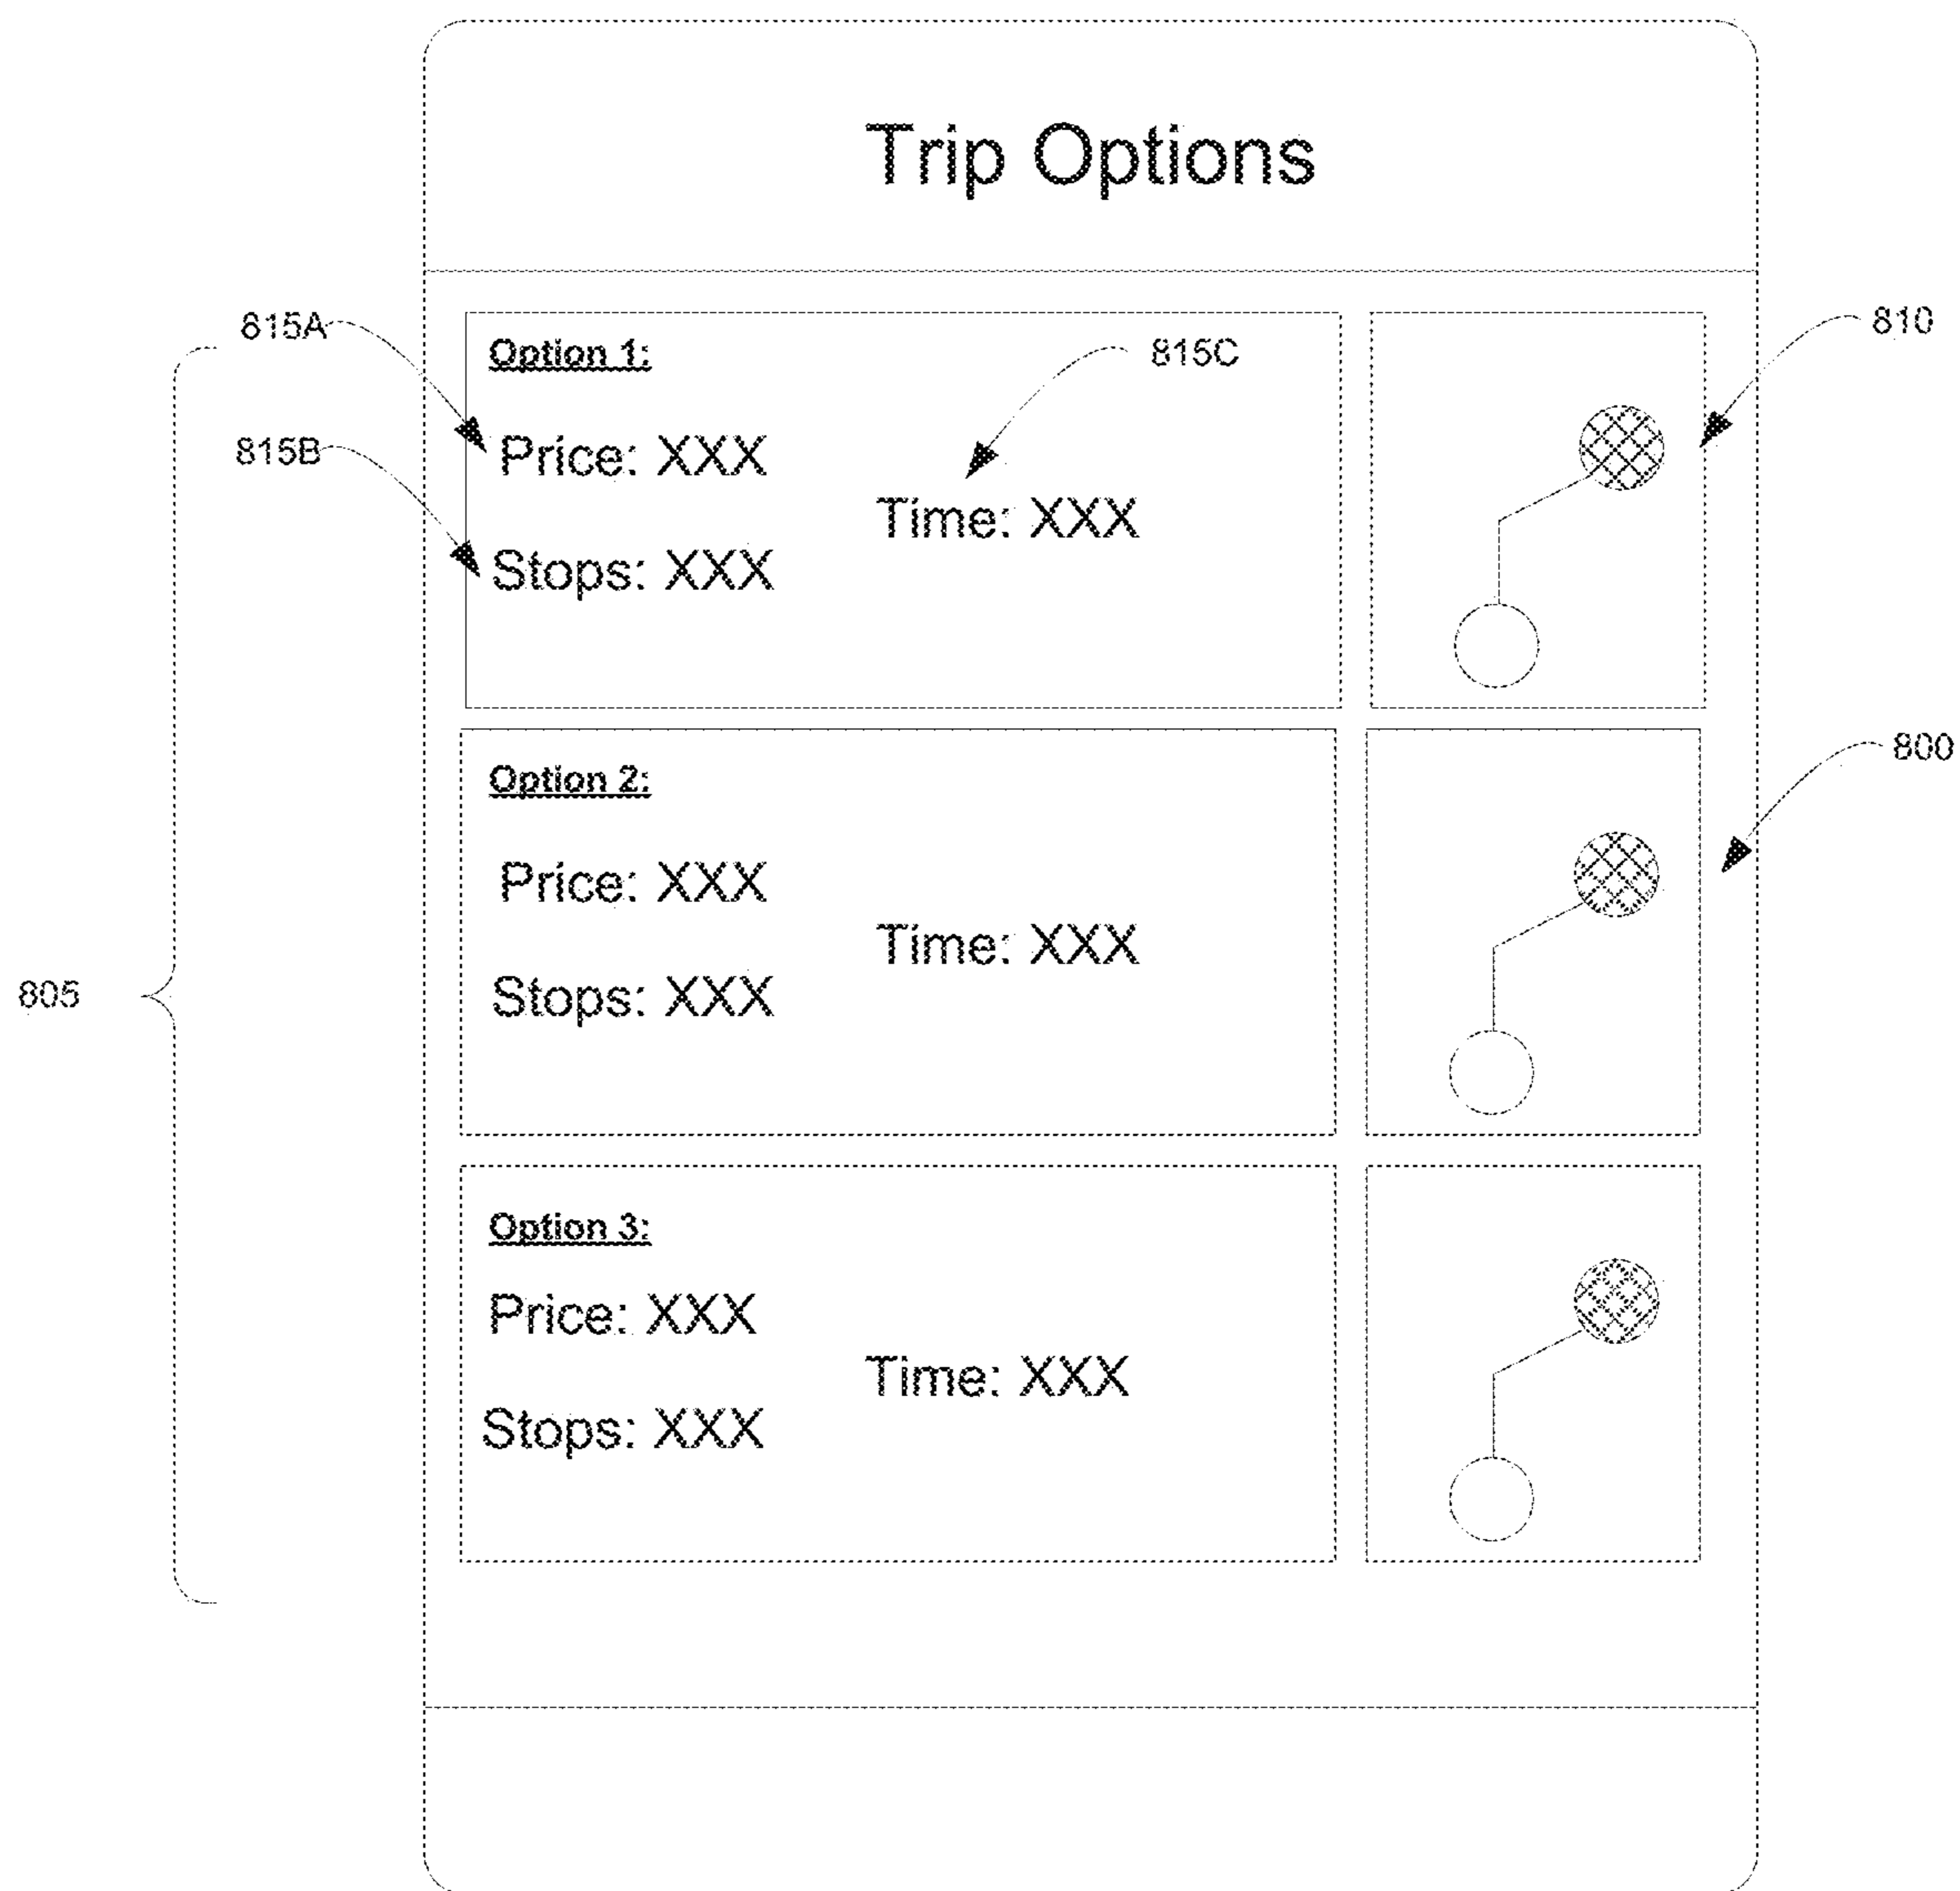 Trip Options
815A
Option 1:
815C
810
815B
Price: XXX
Time: XXX
Stops: XXX
800
Option 2:
Price: XXX
Time: XXX
805
Stops: XXX
Option 3:
Price: XXX
Time: XXX
Stops: XXX